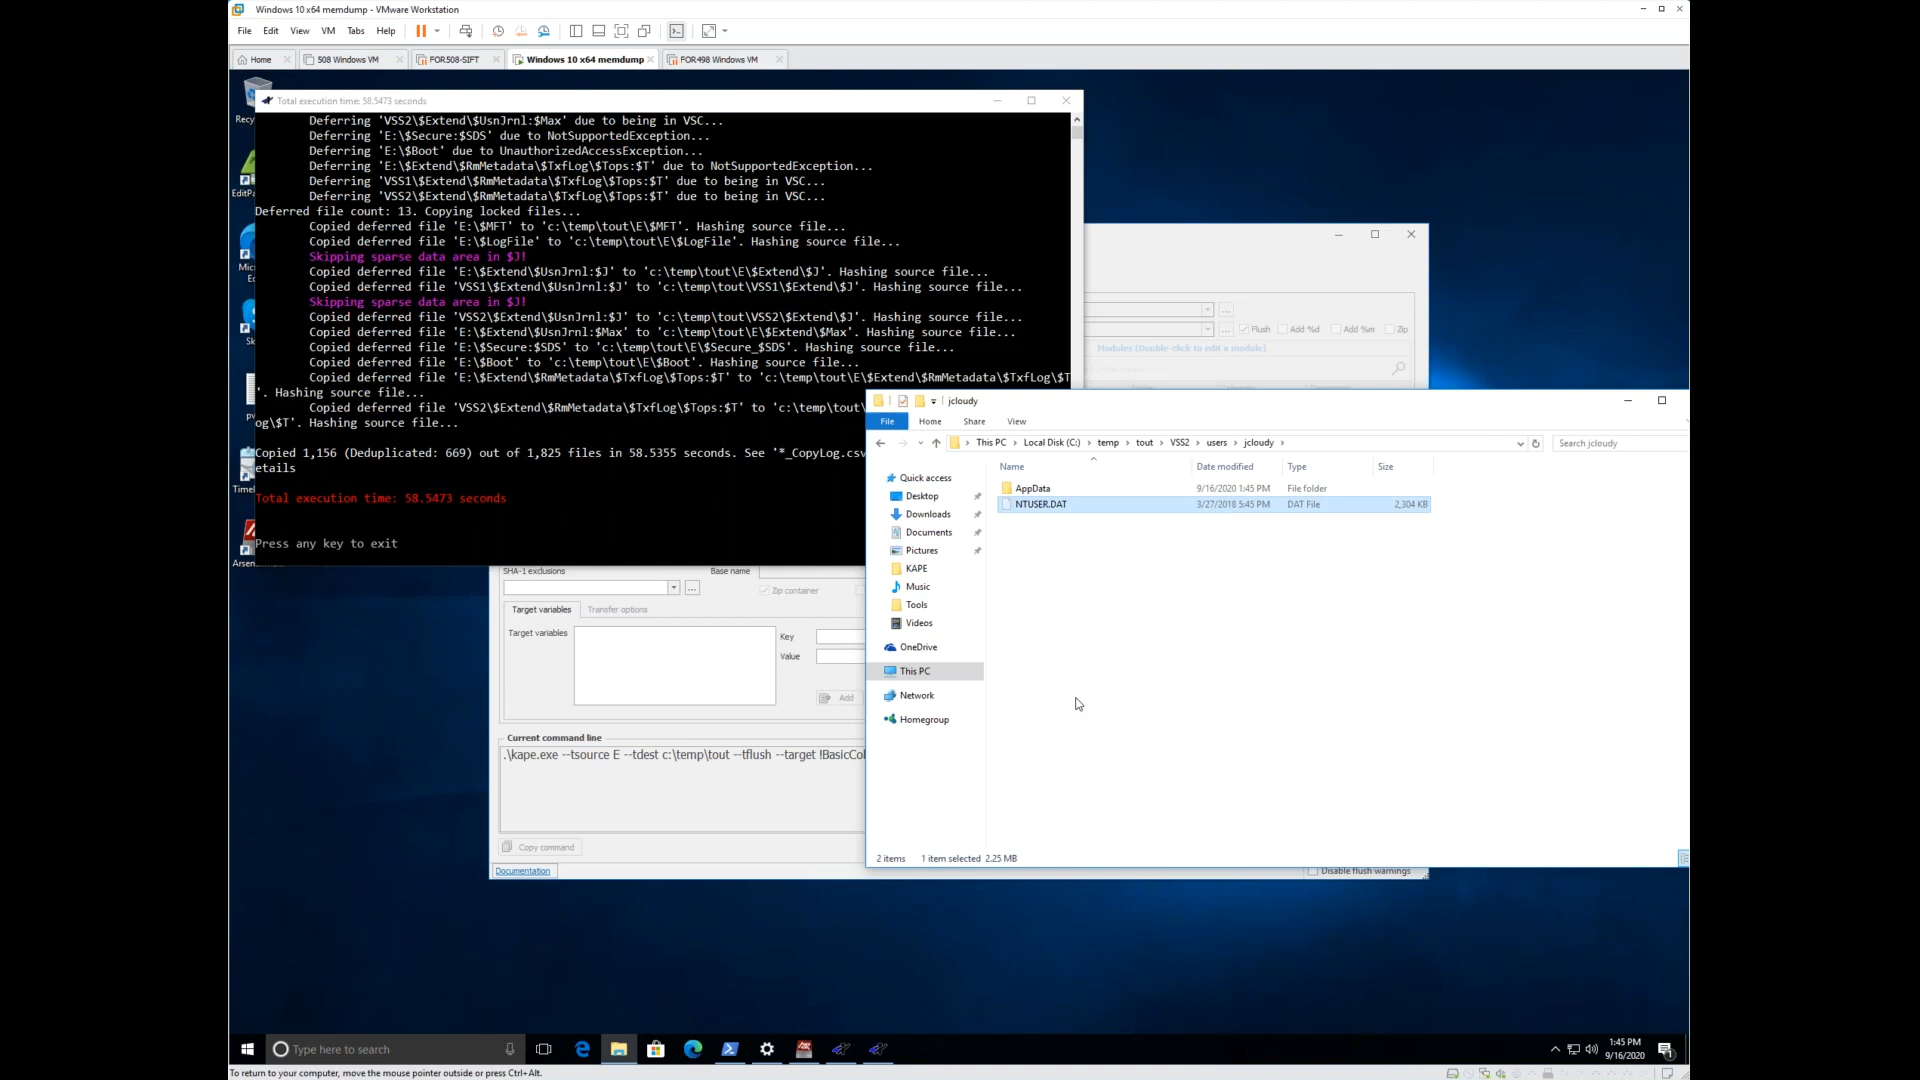 Windows 10 x64 memdump - VMware Workstation
File Edit View VM Tabs Help
Home 508 Windows VM FOR508-SIFT Windows 10 x64 memdump FOR498 Windows VM
Total execution time: 58.5473 seconds
Deferring 'VSS2\$Extend\$UsnJrnl:$Max' due to being in VSC...
Deferring 'E:\$Secure:$SDS' due to NotSupportedException...
Deferring 'E:\$Boot' due to UnauthorizedAccessException...
Deferring 'E:\$Extend\$RmMetadata\$TxfLog\$Tops:$T' due to NotSupportedException...
Deferring 'VSS1\$Extend\$RmMetadata\$TxfLog\$Tops:$T' due to being in VSC...
Deferring 'VSS2\$Extend\$RmMetadata\$TxfLog\$Tops:$T' due to being in VSC...
Deferred file count: 13. Copying locked files...
Copied deferred file 'E:\$MFT' to 'c:\temp\tout\E\$MFT'. Hashing source file...
Copied deferred file 'E:\$LogFile' to 'c:\temp\tout\E\$LogFile'. Hashing source file...
Skipping sparse data area in $J!
Copied deferred file 'E:\$Extend\$UsnJrnl:$J' to 'c:\temp\tout\E\$Extend\$J'. Hashing source file...
Copied deferred file 'VSS1\$Extend\$UsnJrnl:$J' to 'c:\temp\tout\VSS1\$Extend\$J'. Hashing source file...
Skipping sparse data area in $J!
Copied deferred file 'VSS2\$Extend\$UsnJrnl:$J' to 'c:\temp\tout\VSS2\$Extend\$J'. Hashing source file...
Copied deferred file 'E:\$Extend\$UsnJrnl:$Max' to 'c:\temp\tout\E\$Extend\$Max'. Hashing source file...
Copied deferred file 'E:\$Secure:$SDS' to 'c:\temp\tout\E\$Secure_$SDS'. Hashing source file...
Copied deferred file 'E:\$Boot' to 'c:\temp\tout\E\$Boot'. Hashing source file...
Copied deferred file 'E:\$Extend\$RmMetadata\$TxfLog\$Tops:$T' to 'c:\temp\tout\E\$Extend\$RmMetadata\$TxfLog\$T
'. Hashing source file...
Copied deferred file 'VSS2\$Extend\$RmMetadata\$TxfLog\$Tops:$T' to 'c:\temp\tout\
og\$T'. Hashing source file...
Copied 1,156 (Deduplicated: 669) out of 1,825 files in 58.5355 seconds. See '*_CopyLog.csv
etails
Total execution time: 58.5473 seconds
Press any key to exit
Flush Add %d Add %m Zip
Modules (Double-click to edit a module)
jcloudy
File Home Share View
This PC Local Disk (C:) temp tout VSS2 users jcloudy
Search jcloudy
Name Date modified Type Size
AppData 9/16/2020 1:45 PM File folder
NTUSER.DAT 3/27/2018 5:45 PM DAT File 2,304 KB
Quick access
Desktop
Downloads
Documents
Pictures
KAPE
Music
Tools
Videos
OneDrive
This PC
Network
Homegroup
2 items 1 item selected 2.25 MB
SHA-1 exclusions Base name
Zip container
Target variables Transfer options
Target variables Key
Value
Add
Current command line
.\kape.exe --tsource E --tdest c:\temp\tout --tflush --target !BasicCol
Copy command
Documentation
Disable flush warnings
Type here to search
1:45 PM
9/16/2020
1
To return to your computer, move the mouse pointer outside or press Ctrl+Alt.